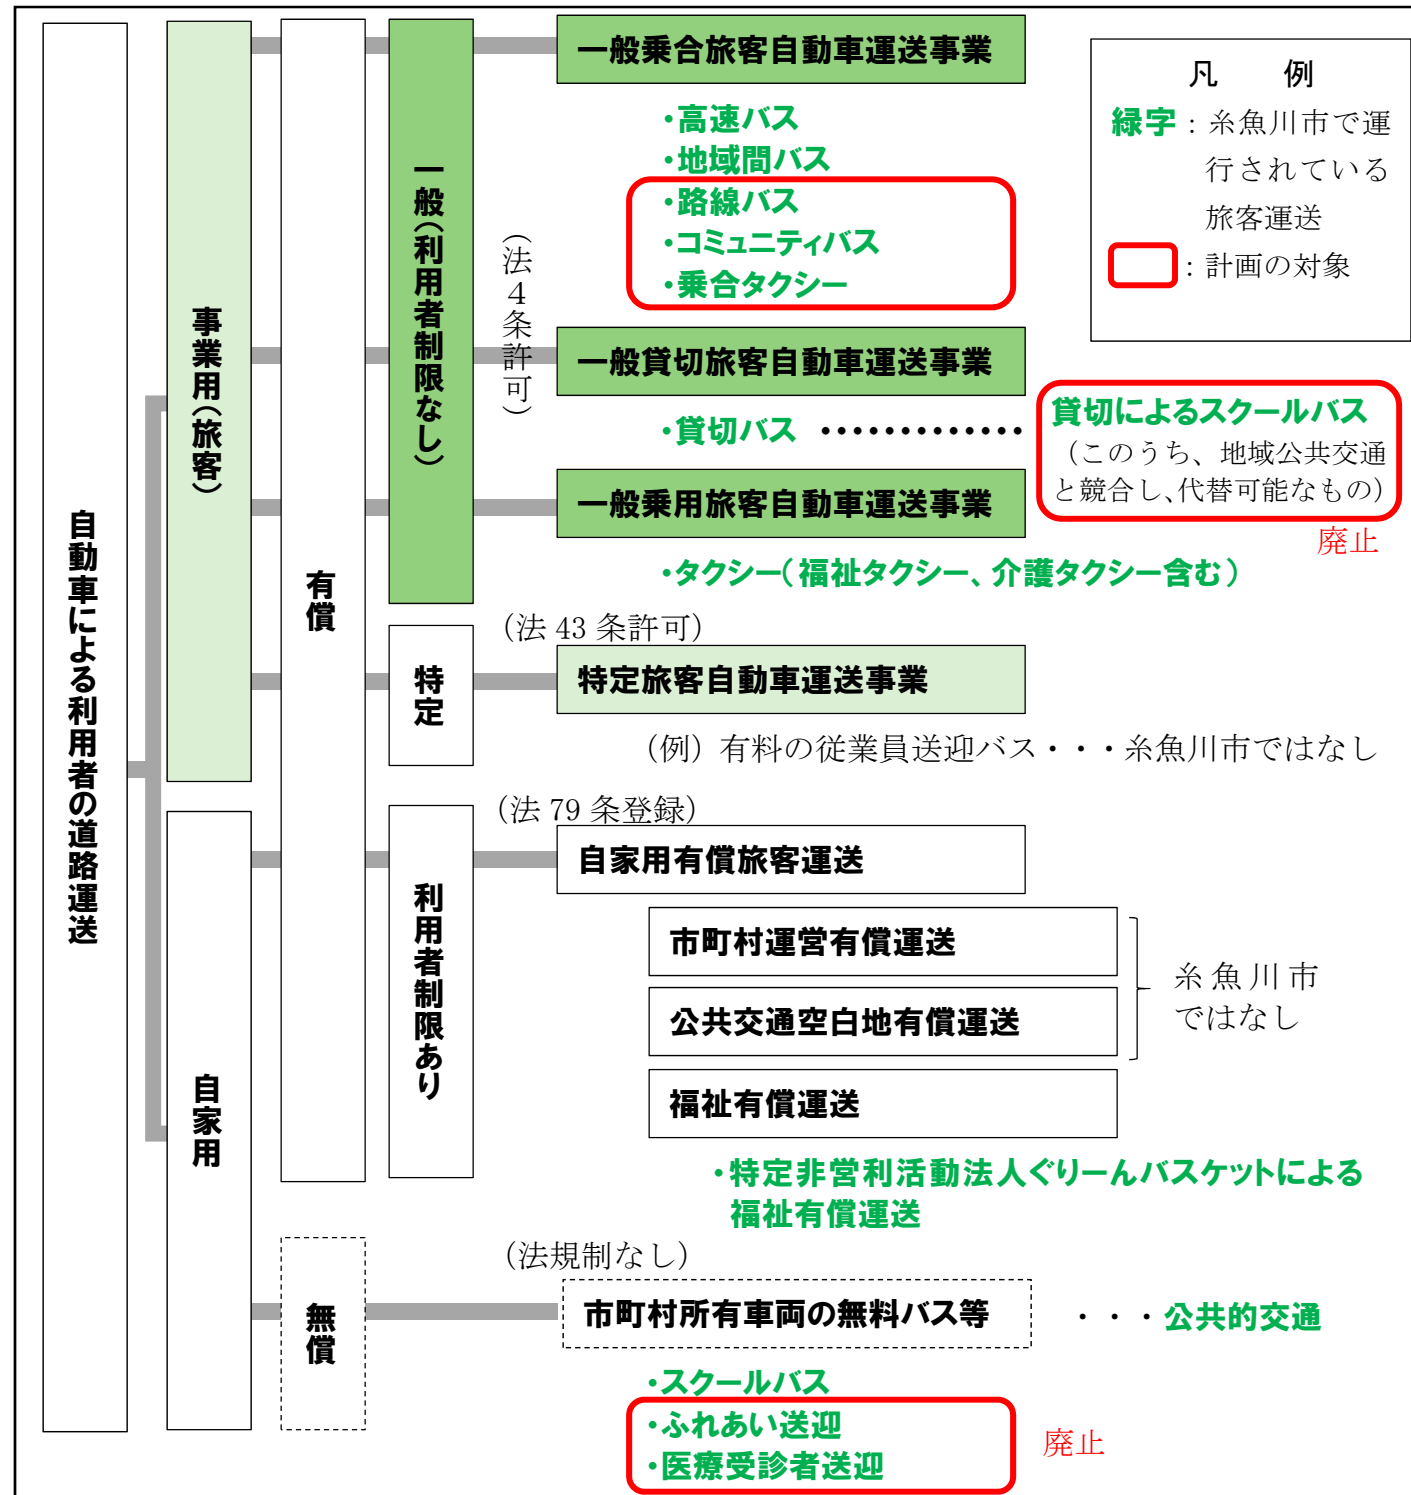 自動車による利用者の道路運送
事業用（旅客）
自家用
有償
無償
一般（利用者制限なし）
特定
利用者制限あり
（法４条許可）
一般乗合旅客自動車運送事業
・高速バス
・地域間バス
・路線バス
・コミュニティバス
・乗合タクシー
一般貸切旅客自動車運送事業
・貸切バス ・・・・・・・・・・・・・
貸切によるスクールバス
（このうち、地域公共交通
と競合し、代替可能なもの）
廃止
一般乗用旅客自動車運送事業
・タクシー（福祉タクシー、介護タクシー含む）
（法 43 条許可）
特定旅客自動車運送事業
（例）有料の従業員送迎バス・・・糸魚川市ではなし
（法 79 条登録）
自家用有償旅客運送
市町村運営有償運送
公共交通空白地有償運送
糸魚川市
ではなし
福祉有償運送
・特定非営利活動法人ぐりーんバスケットによる
福祉有償運送
（法規制なし）
市町村所有車両の無料バス等
・・・公共的交通
・スクールバス
・ふれあい送迎
・医療受診者送迎
廃止
凡　例
緑字：糸魚川市で運
行されている
旅客運送
：計画の対象